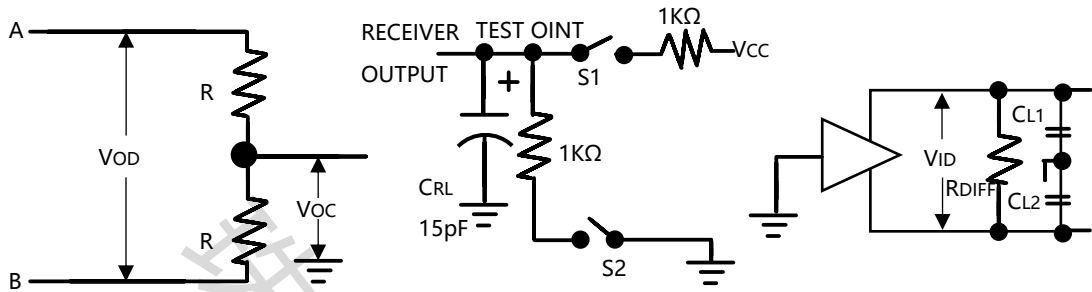 A
VOD
R
R
VOC
B
RECEIVER TEST OINT
OUTPUT
S1
1KΩ
VCC
+
1KΩ
CRL
15pF
S2
VID
RDIFF
CL1
CL2